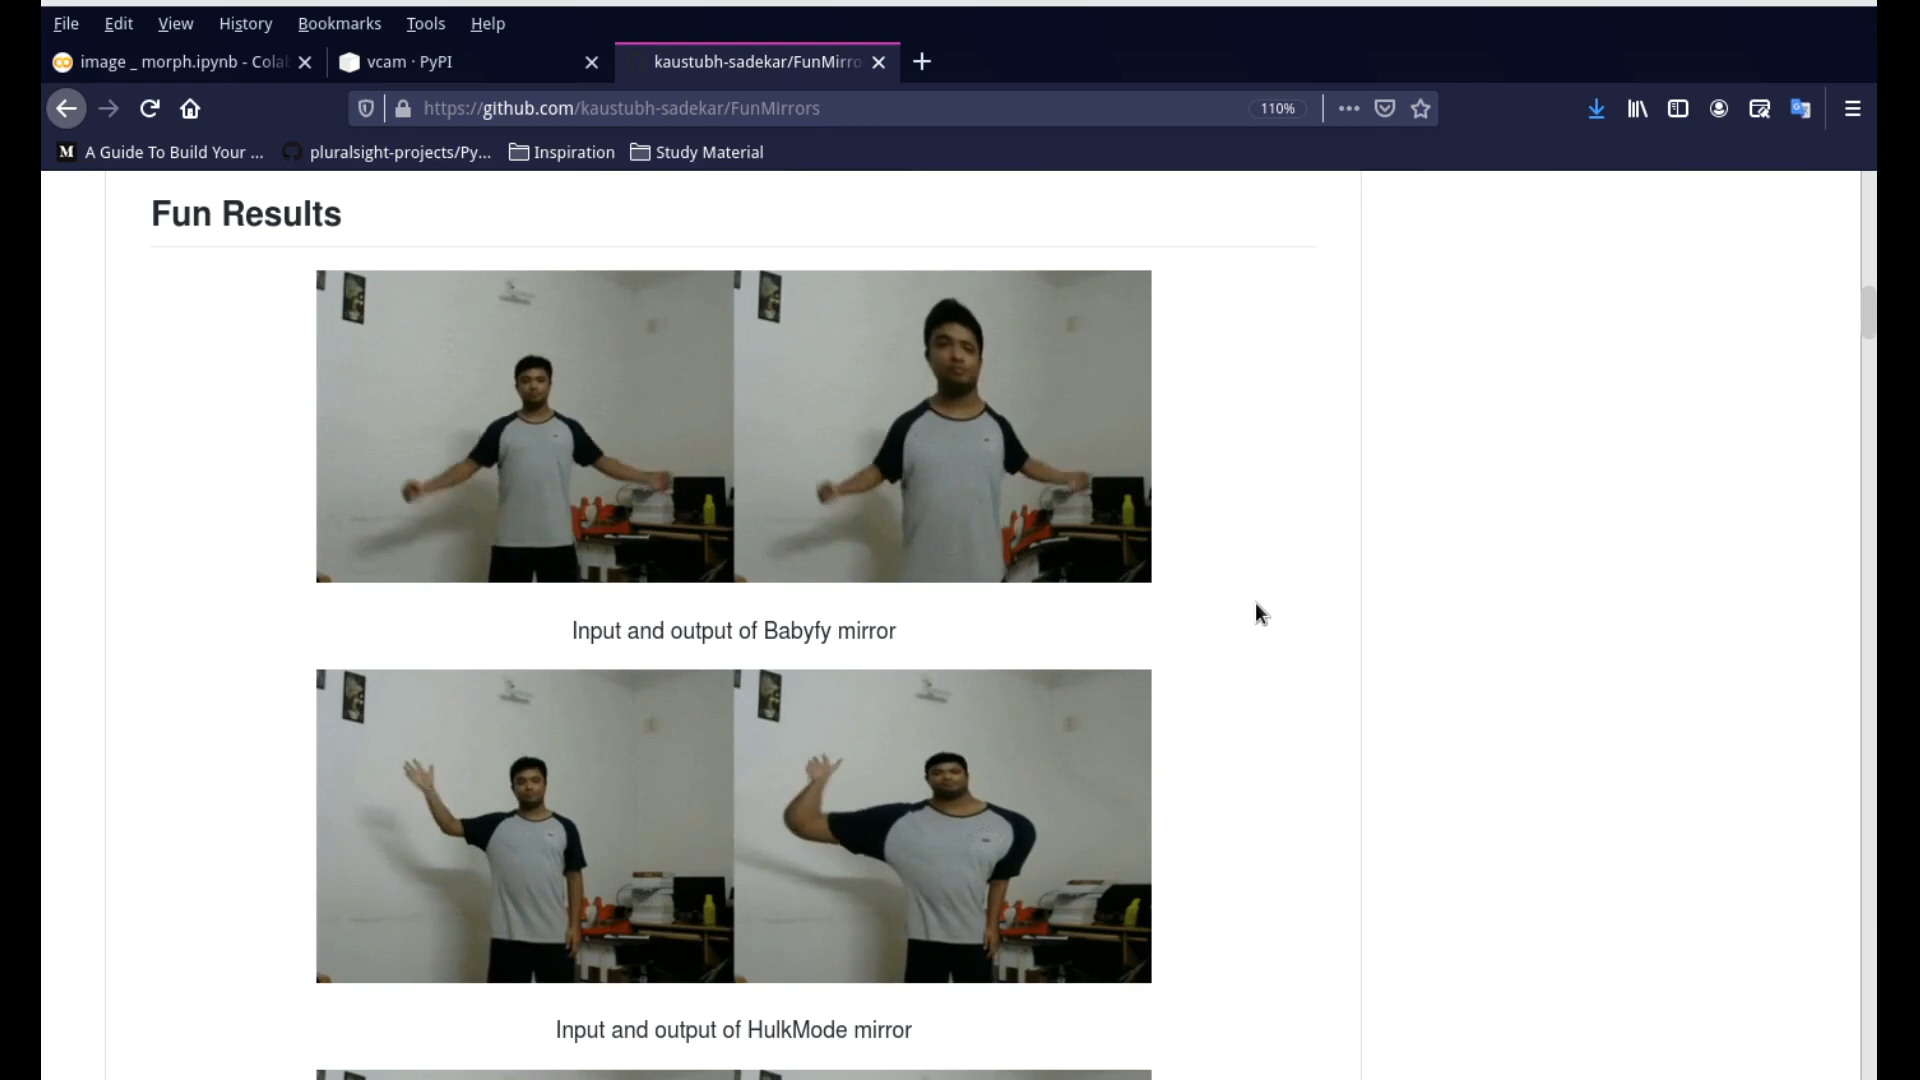 File Edit View History Bookmarks Tools Help
image _ morph.ipynb - Cola
vcam · PyPI
kaustubh-sadekar/FunMirro
https://github.com/kaustubh-sadekar/FunMirrors
110%
M A Guide To Build Your ...
pluralsight-projects/Py...
Inspiration
Study Material
Fun Results
Input and output of Babyfy mirror
Input and output of HulkMode mirror